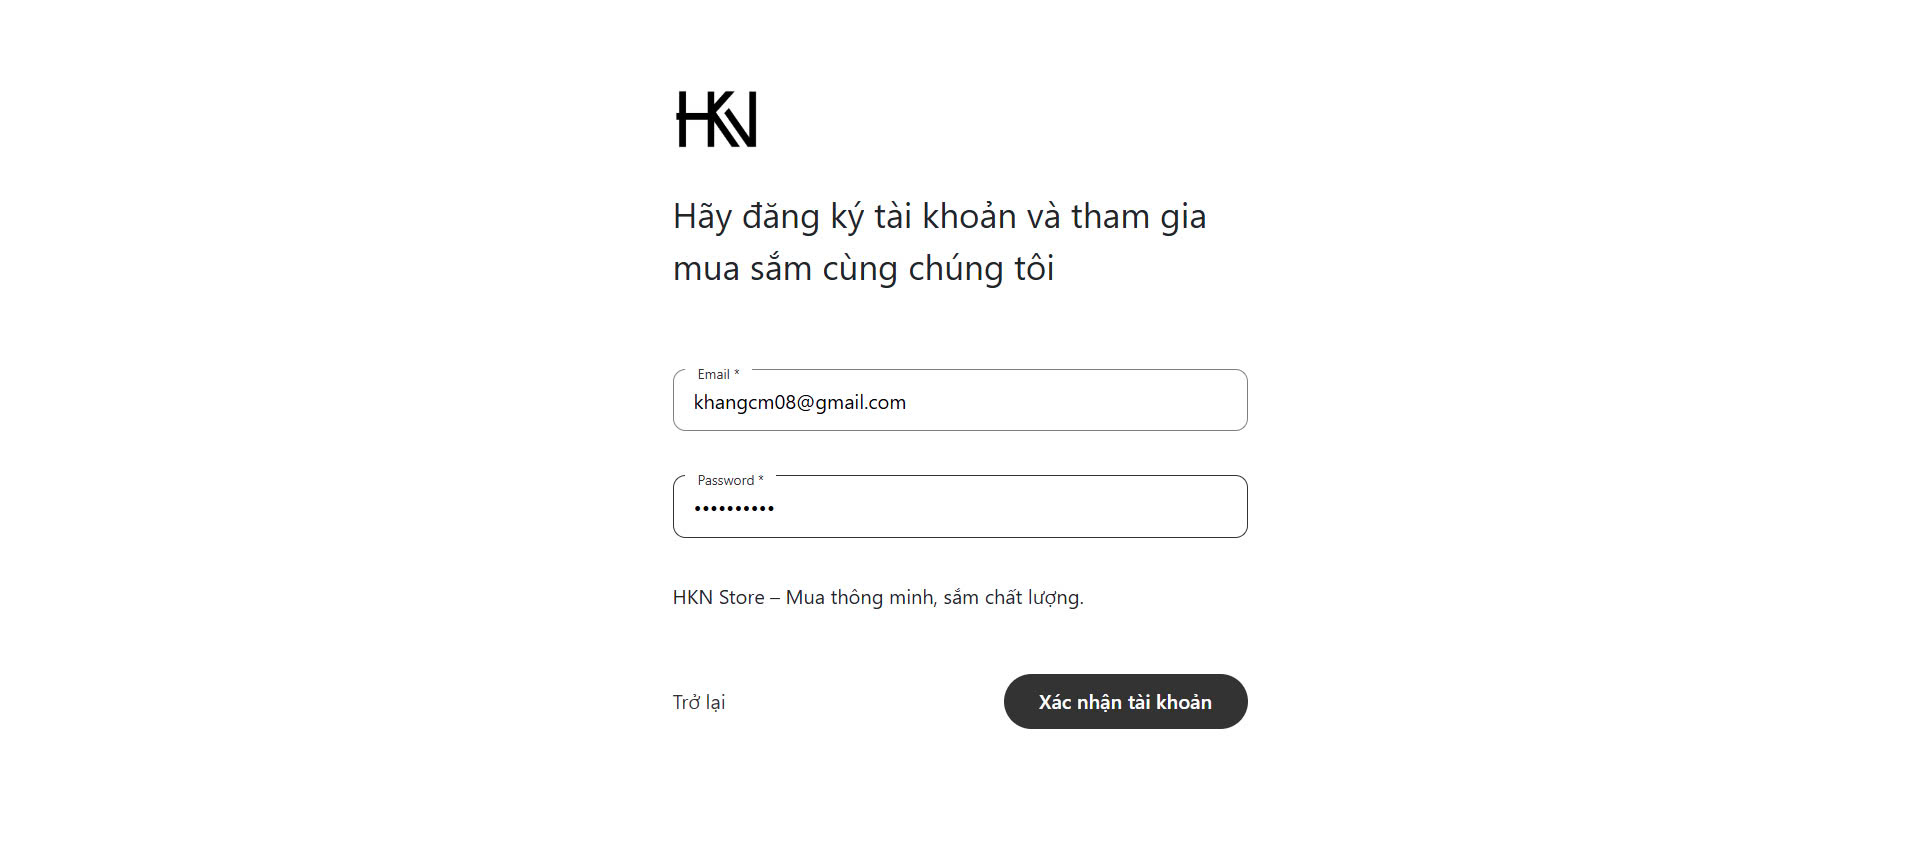 HKN
Hãy đăng ký tài khoản và tham gia
mua sắm cùng chúng tôi
Email *
khangcm08@gmail.com
Password *
••••••••••
HKN Store – Mua thông minh, sắm chất lượng.
Trở lại
Xác nhận tài khoản